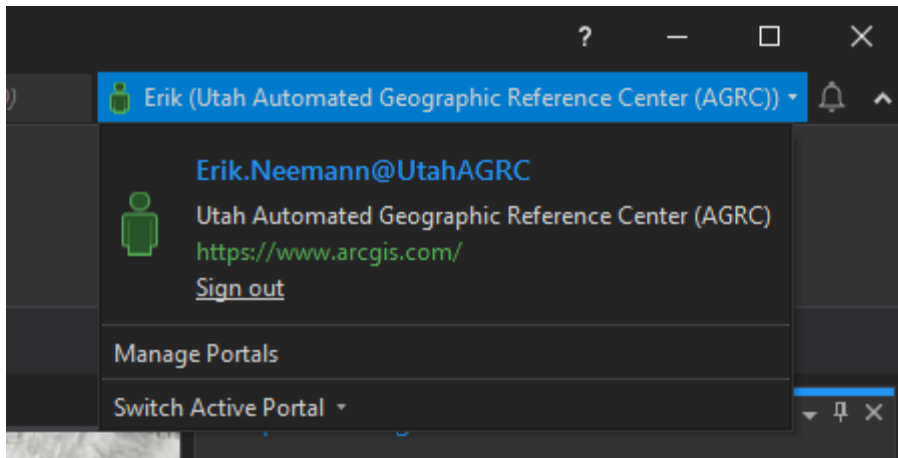 ?
Erik (Utah Automated Geographic Reference Center (AGRC))
Erik.Neemann@UtahAGRC
Utah Automated Geographic Reference Center (AGRC)
https://www.arcgis.com/
Sign out
Manage Portals
Switch Active Portal